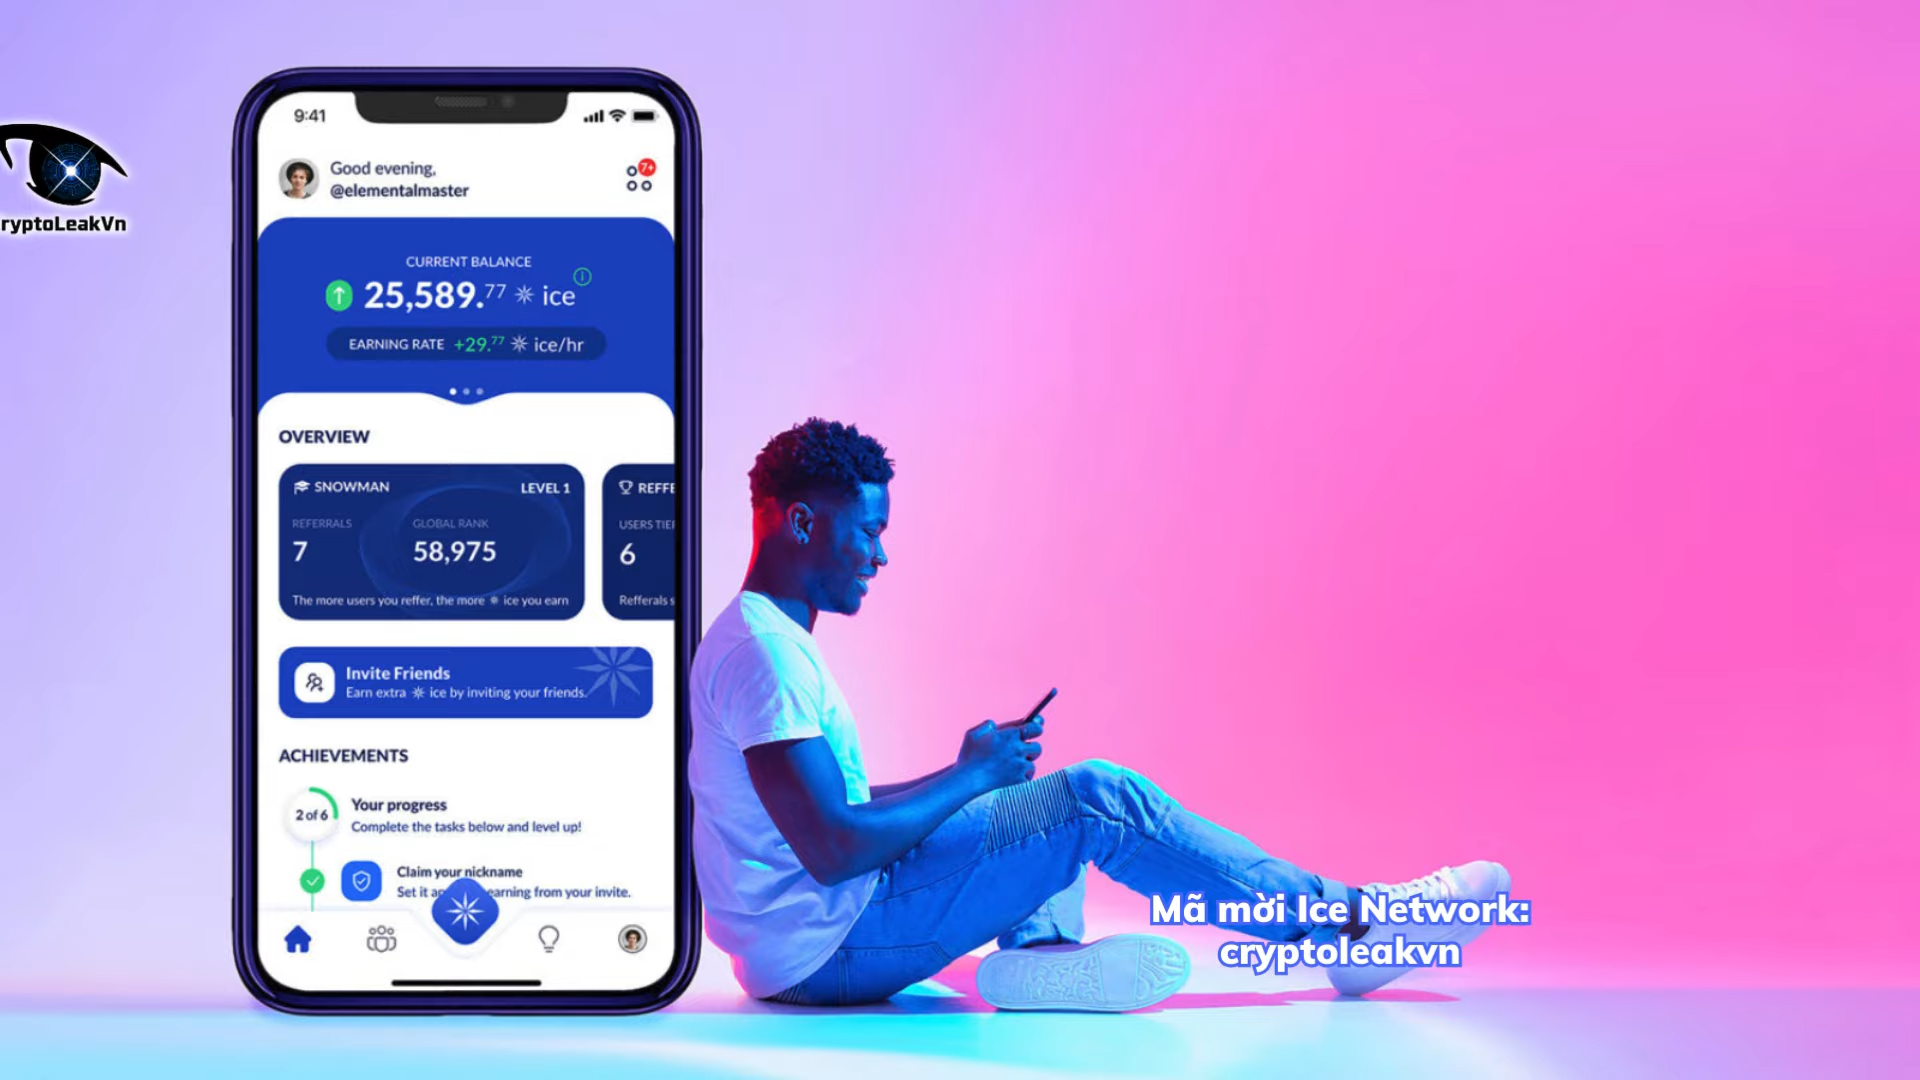 ryptoLeakVn
9:41
Good evening,
@elementalmaster
7+
CURRENT BALANCE
25,589.77 ice
EARNING RATE +29.77 ice/hr
OVERVIEW
SNOWMAN LEVEL 1
REFERRALS GLOBAL RANK
7 58,975
The more users you reffer, the more ice you earn
REFFE
USERS TIE
6
Refferals s
Invite Friends
Earn extra ice by inviting your friends.
ACHIEVEMENTS
2 of 6
Your progress
Complete the tasks below and level up!
Claim your nickname
Set it a earning from your invite.
Mã mời Ice Network:
cryptoleakvn